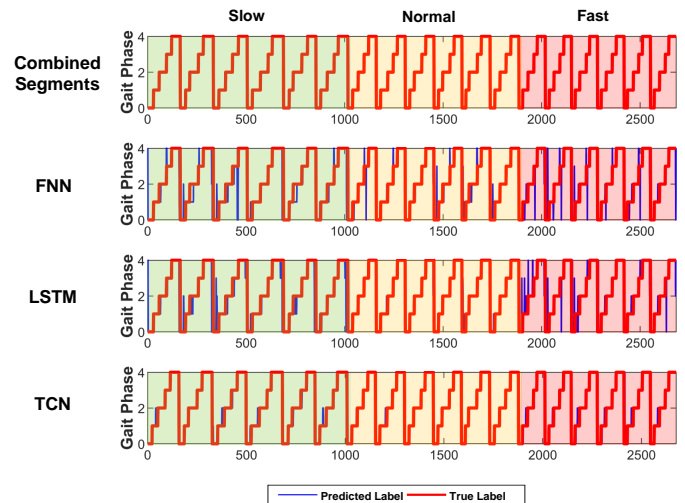 Slow Normal Fast
Combined Segments
Gait Phase
4
2
0
0 500 1000 1500 2000 2500
FNN
Gait Phase
4
2
0
0 500 1000 1500 2000 2500
LSTM
Gait Phase
4
2
0
0 500 1000 1500 2000 2500
TCN
Gait Phase
4
2
0
0 500 1000 1500 2000 2500
Predicted Label True Label